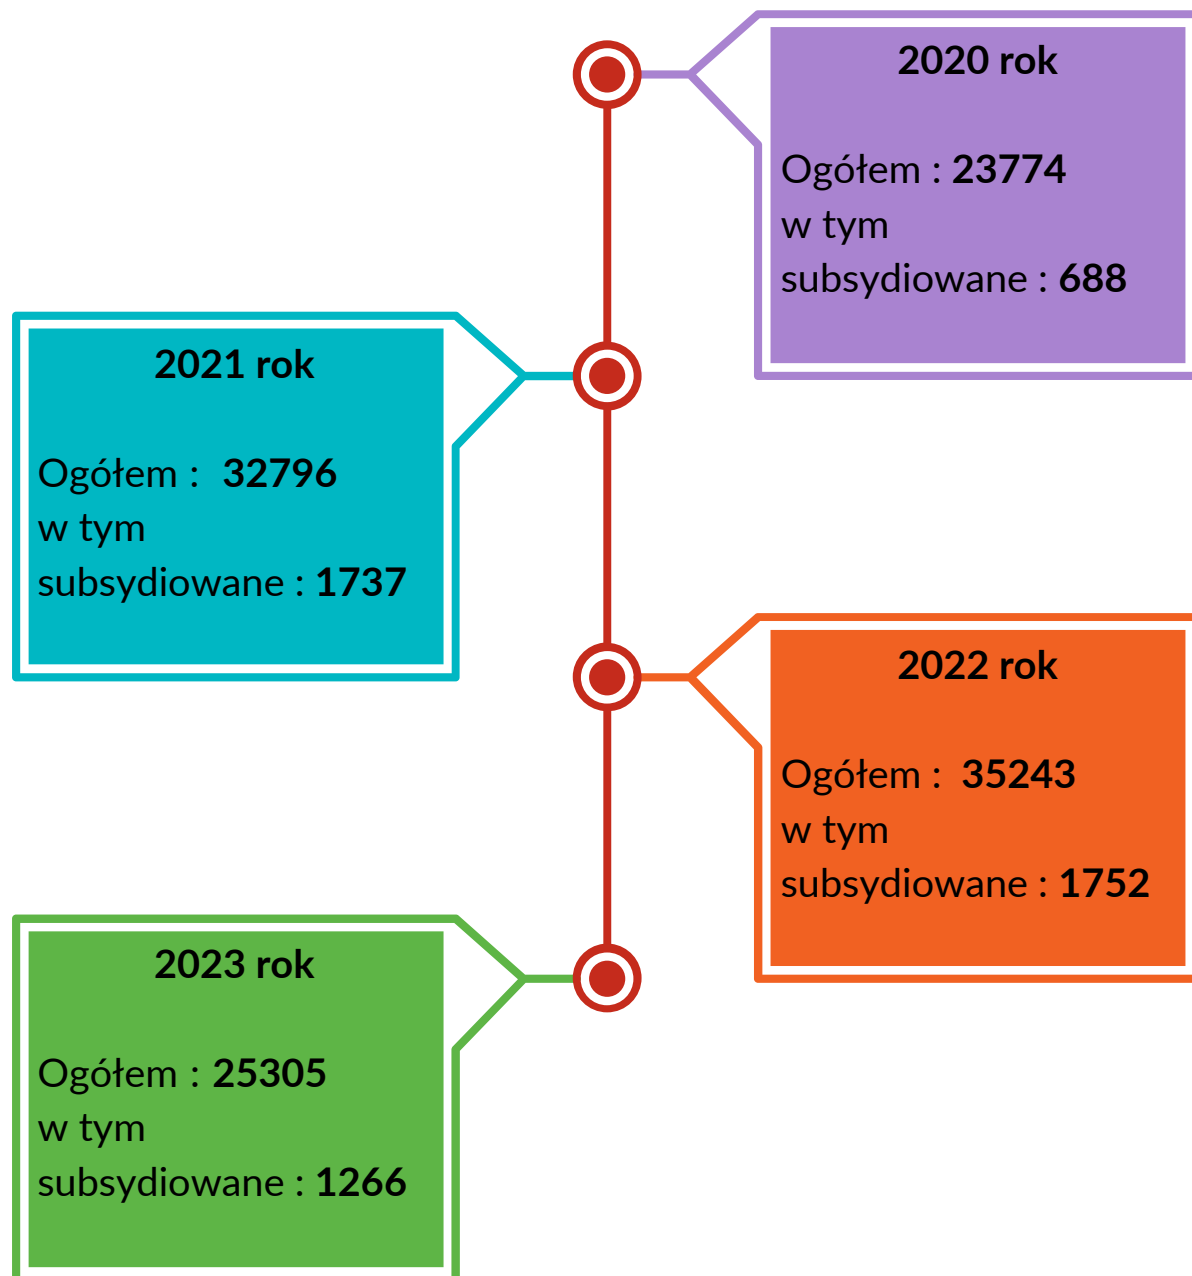 2020 rok
Ogółem : 23774
w tym
subsydiowane : 688
2021 rok
Ogółem :  32796
w tym
subsydiowane : 1737
2022 rok
Ogółem :  35243
w tym
subsydiowane : 1752
2023 rok
Ogółem : 25305
w tym
subsydiowane : 1266